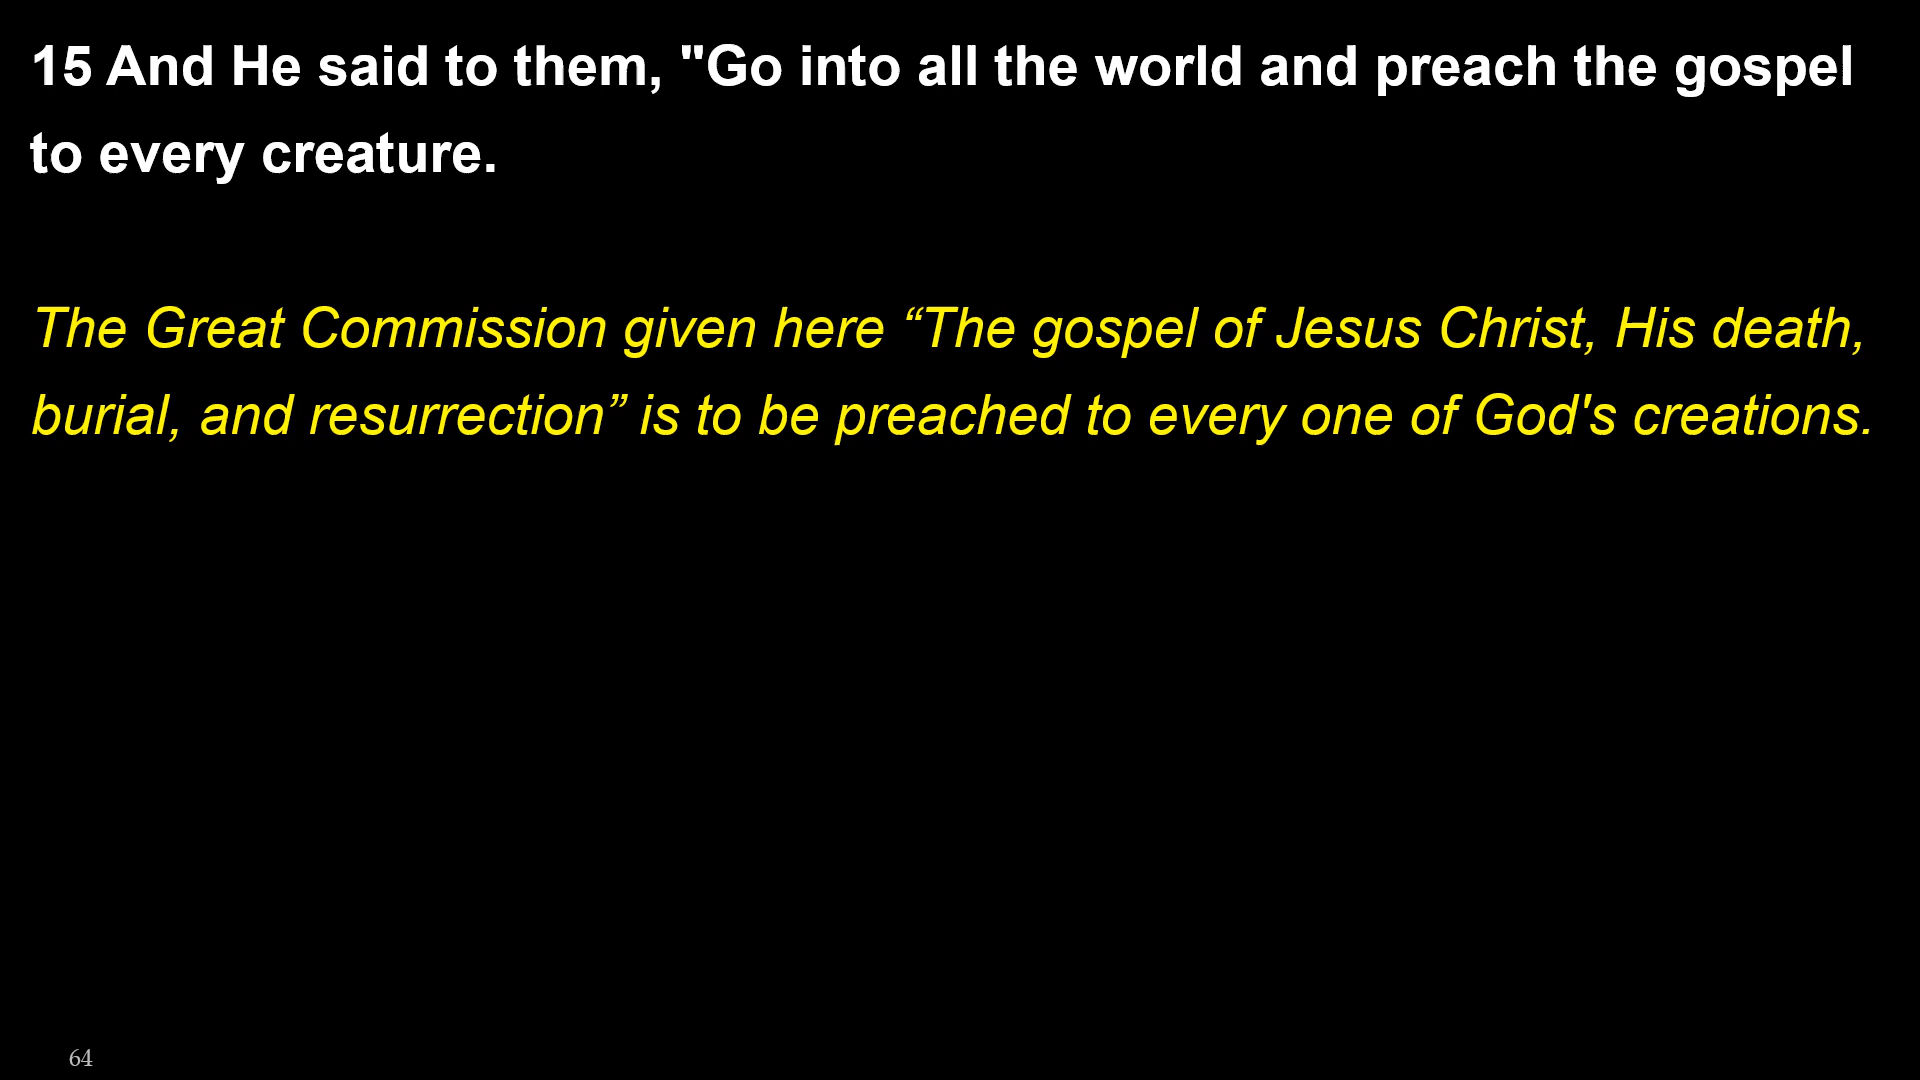 15 And He said to them, "Go into all the world and preach the gospel
to every creature.
The Great Commission given here “The gospel of Jesus Christ, His death,
burial, and resurrection” is to be preached to every one of God's creations.
64